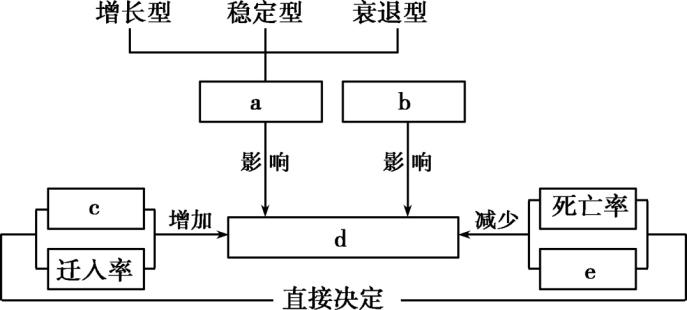 增长型 稳定型 衰退型
a b
影响 影响
c 增加 减少 死亡率
d
迁入率 e
直接决定